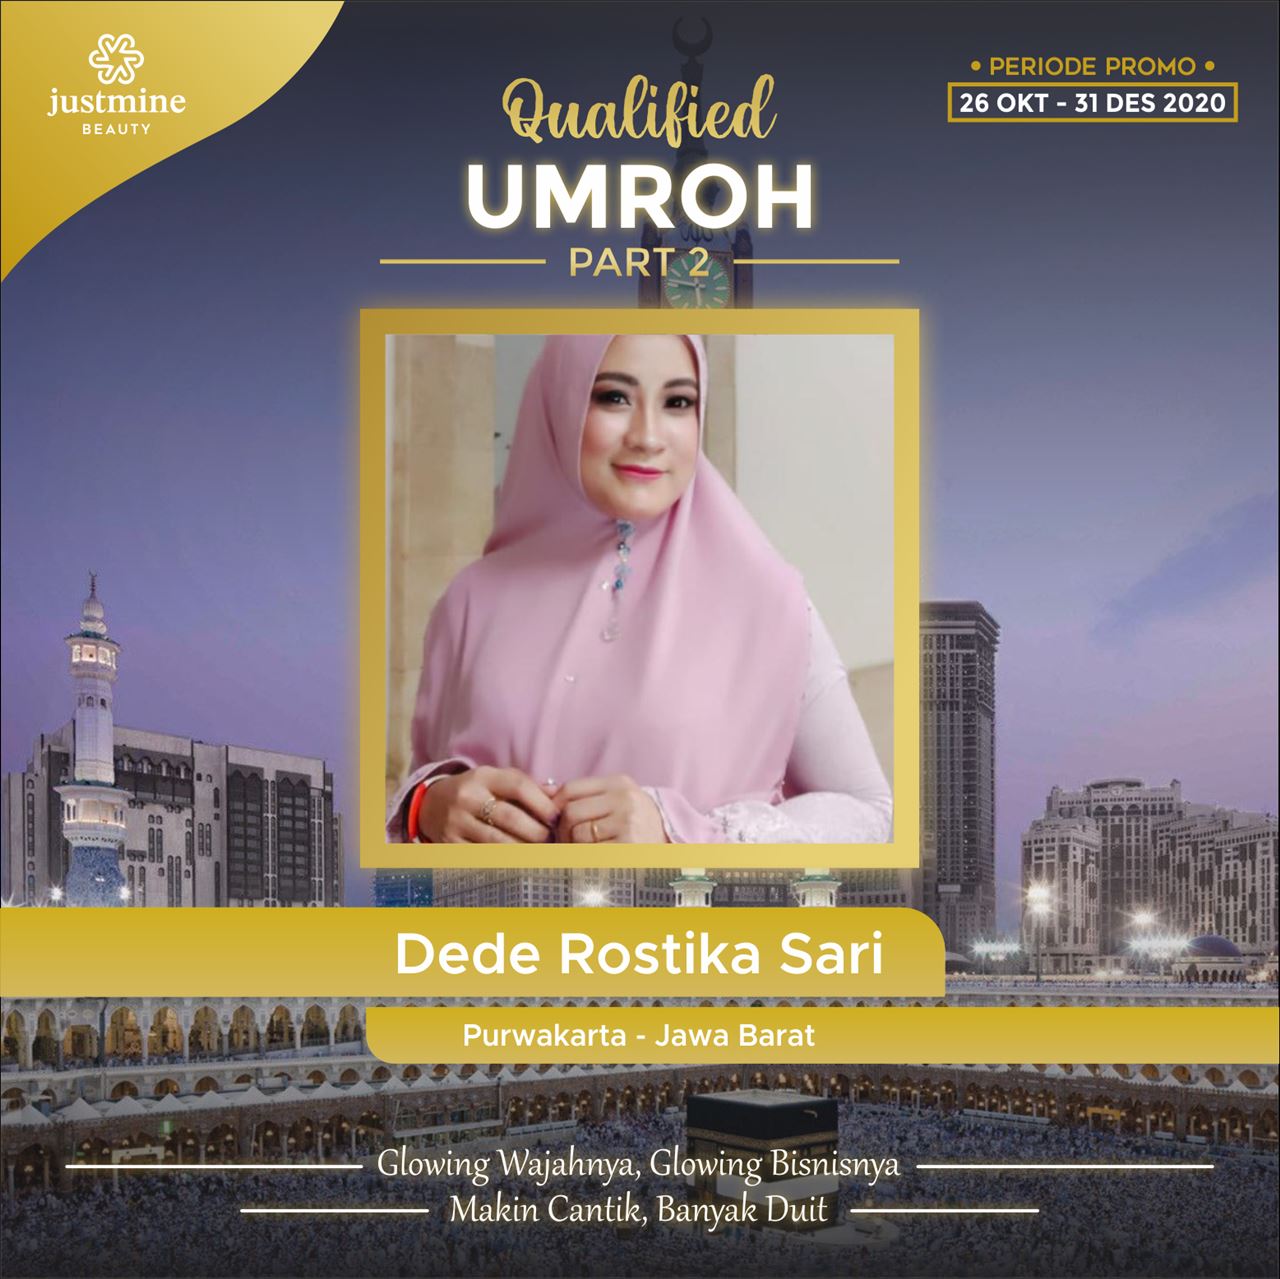 justmine
BEAUTY
• PERIODE PROMO •
26 OKT - 31 DES 2020
Qualified
UMROH
PART 2
Dede Rostika Sari
Purwakarta - Jawa Barat
Glowing Wajahnya, Glowing Bisnisnya
Makin Cantik, Banyak Duit